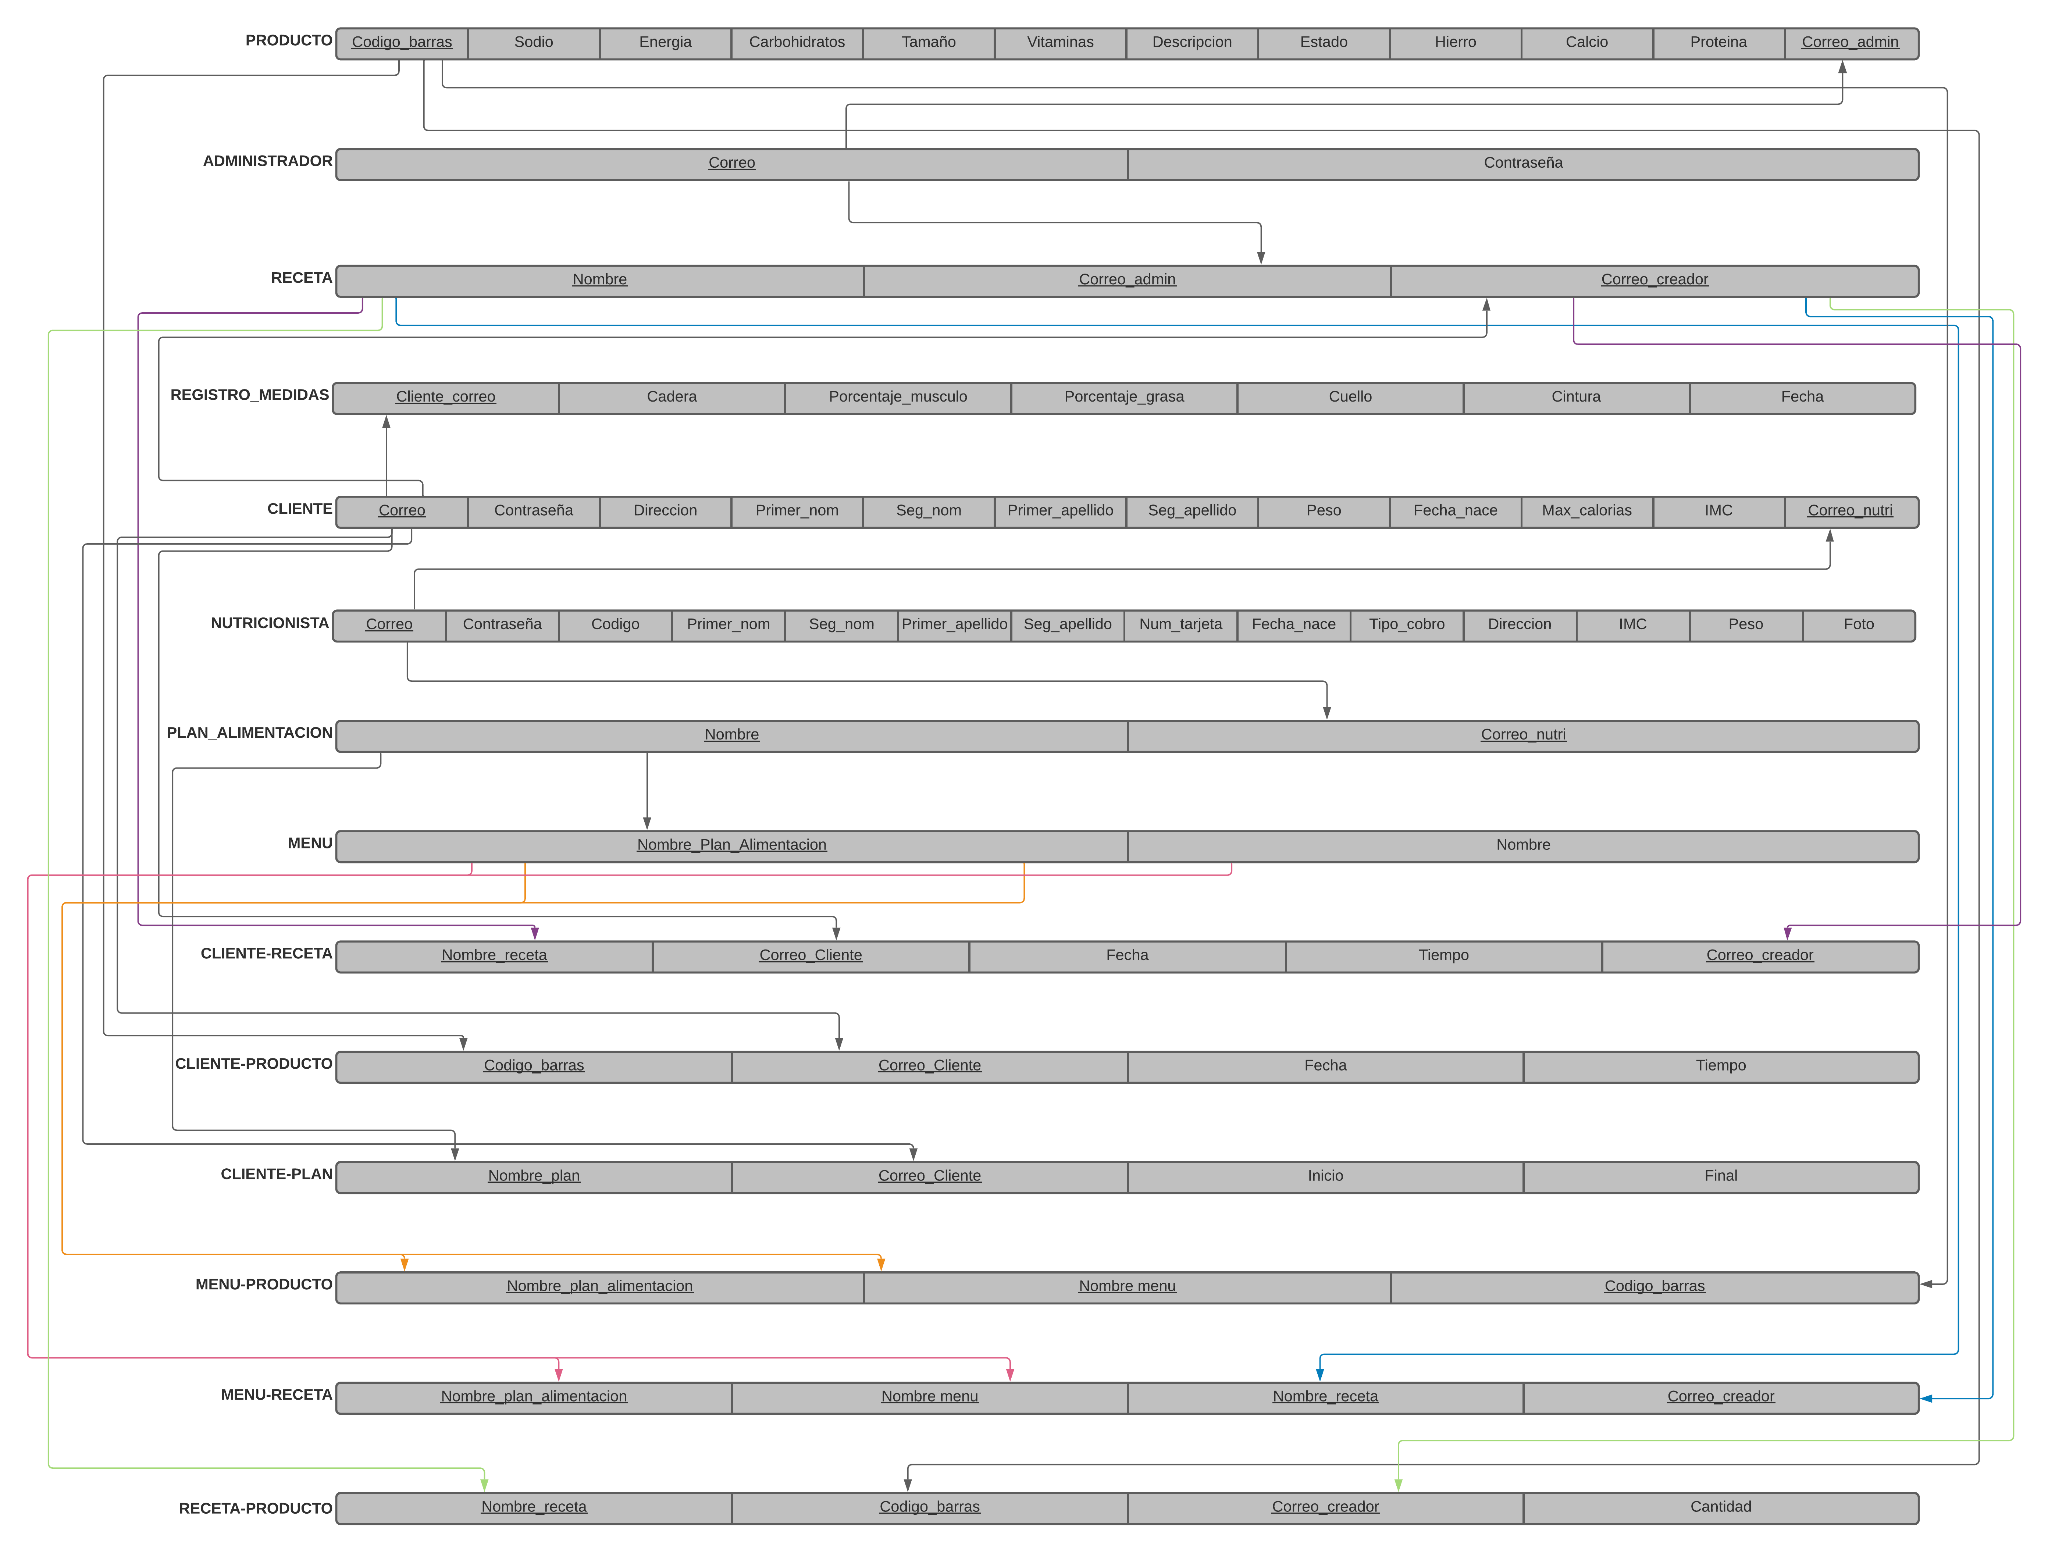 PRODUCTO Codigo_barras Sodio Energia Carbohidratos Tamaño Vitaminas Descripcion Estado Hierro Calcio Proteina Correo_admin
ADMINISTRADOR Correo Contraseña
RECETA Nombre Correo_admin Correo_creador
REGISTRO_MEDIDAS Cliente_correo Cadera Porcentaje_musculo Porcentaje_grasa Cuello Cintura Fecha
CLIENTE Correo Contraseña Direccion Primer_nom Seg_nom Primer_apellido Seg_apellido Peso Fecha_nace Max_calorias IMC Correo_nutri
NUTRICIONISTA Correo Contraseña Codigo Primer_nom Seg_nom Primer_apellido Seg_apellido Num_tarjeta Fecha_nace Tipo_cobro Direccion IMC Peso Foto
PLAN_ALIMENTACION Nombre Correo_nutri
MENU Nombre_Plan_Alimentacion Nombre
CLIENTE-RECETA Nombre_receta Correo_Cliente Fecha Tiempo Correo_creador
CLIENTE-PRODUCTO Codigo_barras Correo_Cliente Fecha Tiempo
CLIENTE-PLAN Nombre_plan Correo_Cliente Inicio Final
MENU-PRODUCTO Nombre_plan_alimentacion Nombre menu Codigo_barras
MENU-RECETA Nombre_plan_alimentacion Nombre menu Nombre_receta Correo_creador
RECETA-PRODUCTO Nombre_receta Codigo_barras Correo_creador Cantidad